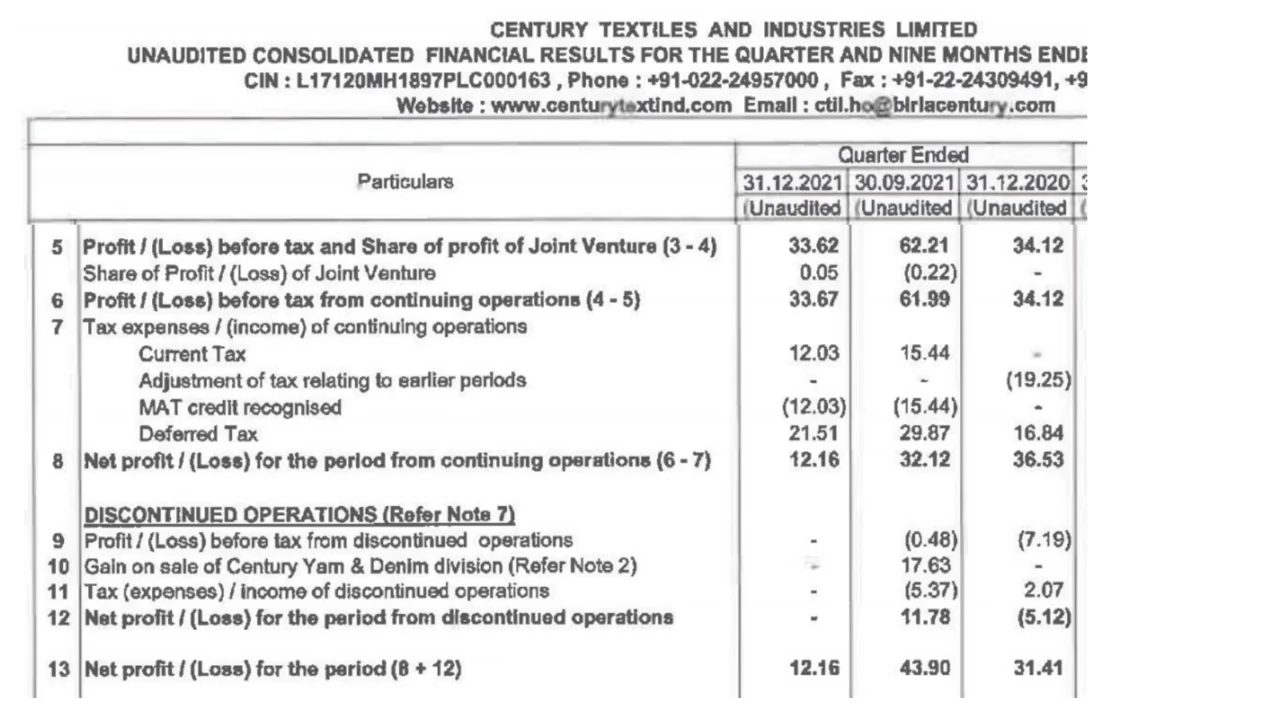 CENTURY TEXTILES AND INDUSTRIES LIMITED
UNAUDITED CONSOLIDATED FINANCIAL RESULTS FOR THE QUARTER AND NINE MONTHS ENDE
CIN : L17120MH1897PLC000163 , Phone : +91-022-24957000 , Fax : +91-22-24309491, +9
Website : www.centurytextind.com Email : ctil.ho@birlacentury.com
Quarter Ended
Particulars 31.12.2021 30.09.2021 31.12.2020 3
(Unaudited (Unaudited (Unaudited (
5 Profit / (Loss) before tax and Share of profit of Joint Venture (3 - 4) 33.62 62.21 34.12
Share of Profit / (Loss) of Joint Venture 0.05 (0.22) -
6 Profit / (Loss) before tax from continuing operations (4 - 5) 33.67 61.99 34.12
7 Tax expenses / (income) of continuing operations
Current Tax 12.03 15.44 -
Adjustment of tax relating to earlier periods - - (19.25)
MAT credit recognised (12.03) (15.44) -
Deferred Tax 21.51 29.87 16.84
8 Net profit / (Loss) for the period from continuing operations (6 - 7) 12.16 32.12 36.53
DISCONTINUED OPERATIONS (Refer Note 7)
9 Profit / (Loss) before tax from discontinued operations - (0.48) (7.19)
10 Gain on sale of Century Yarn & Denim division (Refer Note 2) - 17.63 -
11 Tax (expenses) / income of discontinued operations - (5.37) 2.07
12 Net profit / (Loss) for the period from discontinued operations - 11.78 (5.12)
13 Net profit / (Loss) for the period (8 + 12) 12.16 43.90 31.41